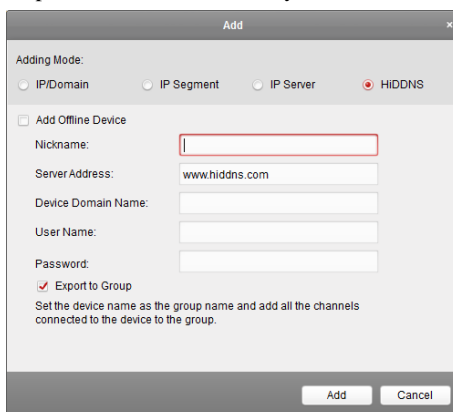 Add ×
Adding Mode:
IP/Domain IP Segment IP Server HiDDNS
Add Offline Device
Nickname:
Server Address: www.hiddns.com
Device Domain Name:
User Name:
Password:
Export to Group
Set the device name as the group name and add all the channels
connected to the device to the group.
Add Cancel